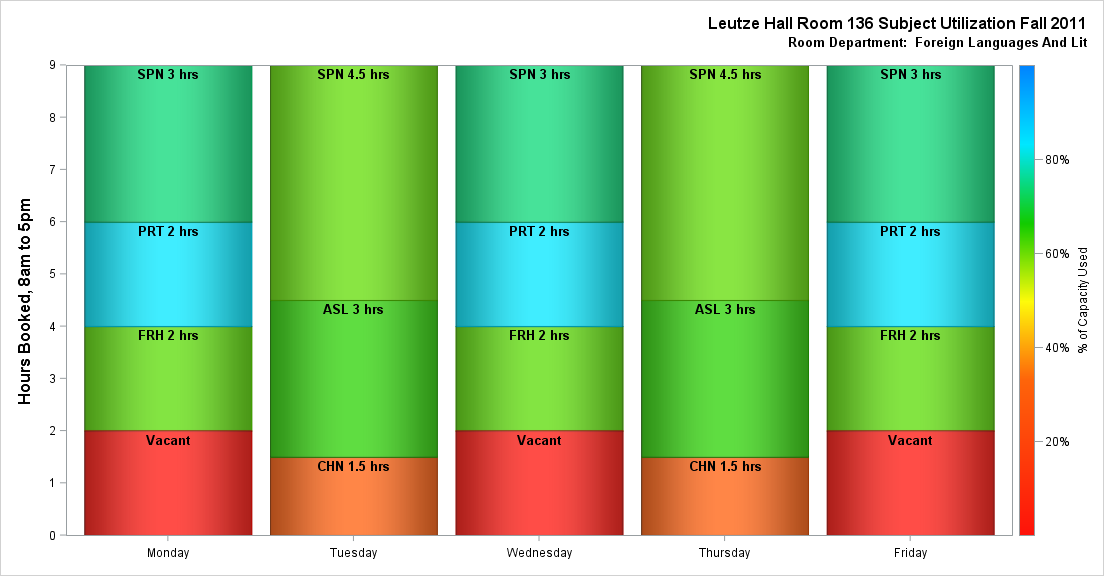 Leutze Hall Room 136 Subject Utilization Fall 2011
Room Department: Foreign Languages And Lit
Hours Booked, 8am to 5pm
9
8
7
6
5
4
3
2
1
0
SPN 3 hrs
PRT 2 hrs
FRH 2 hrs
Vacant
Monday
SPN 4.5 hrs
ASL 3 hrs
CHN 1.5 hrs
Tuesday
SPN 3 hrs
PRT 2 hrs
FRH 2 hrs
Vacant
Wednesday
SPN 4.5 hrs
ASL 3 hrs
CHN 1.5 hrs
Thursday
SPN 3 hrs
PRT 2 hrs
FRH 2 hrs
Vacant
Friday
80%
60%
40%
20%
% of Capacity Used